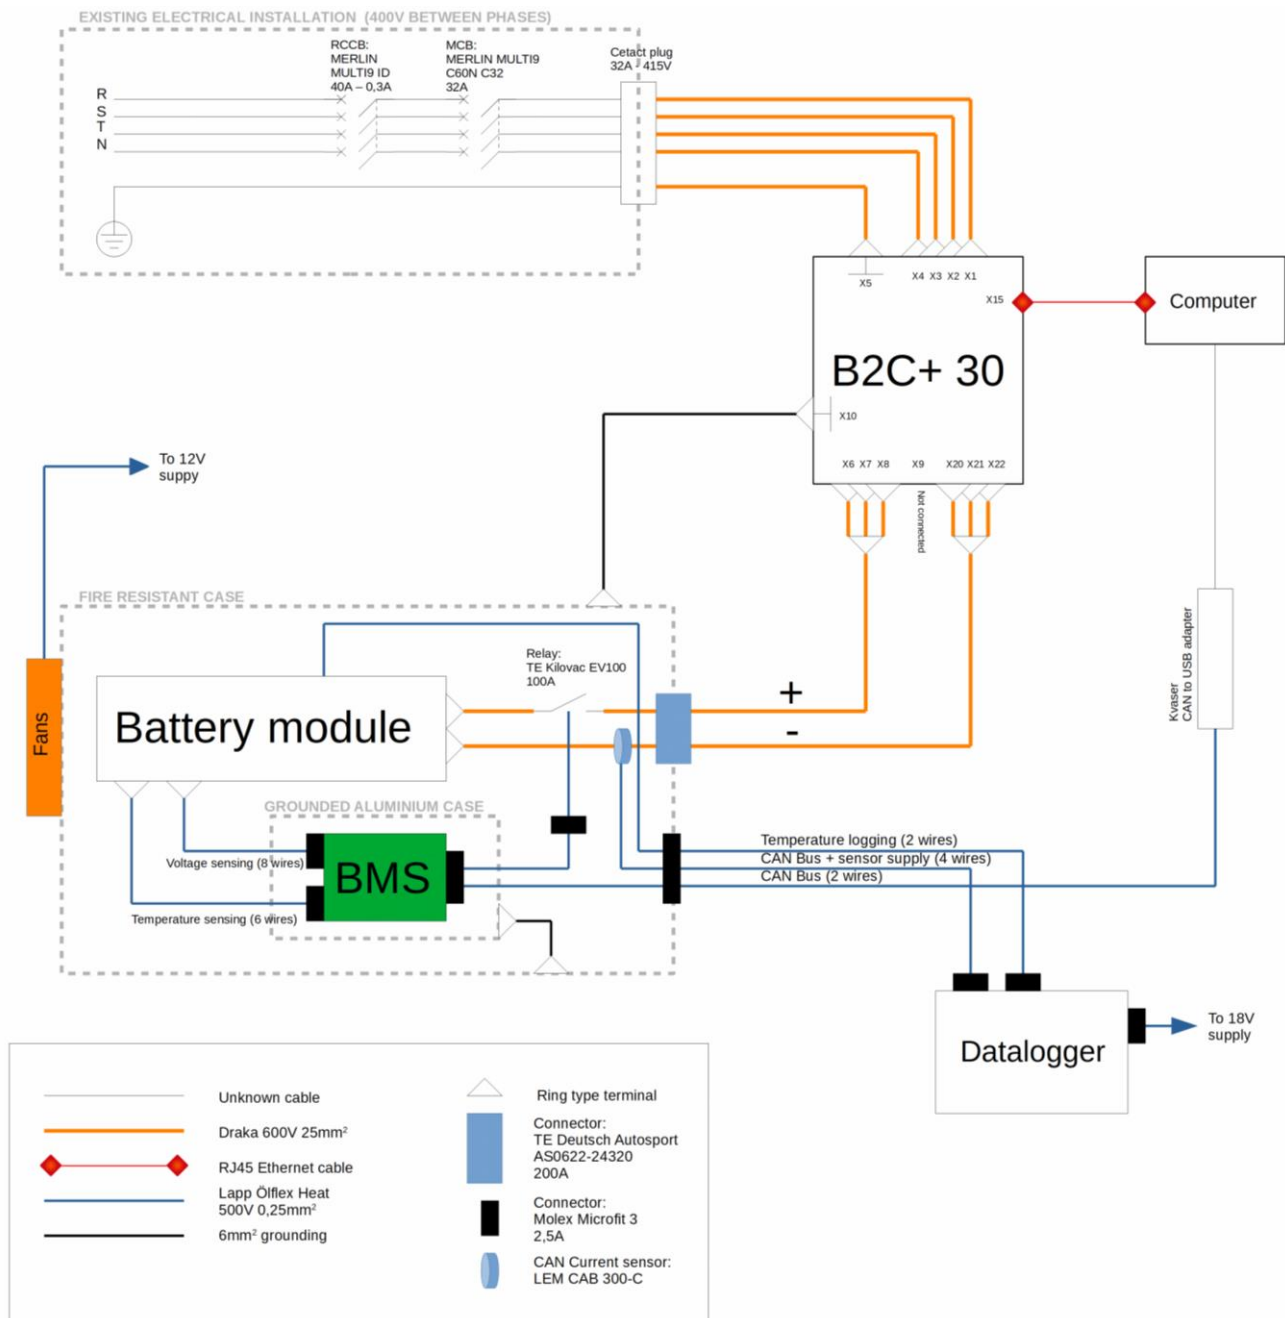 EXISTING ELECTRICAL INSTALLATION (400V BETWEEN PHASES)
RCCB:
MERLIN
MULTI9 ID
40A – 0,3A
MCB:
MERLIN MULTI9
C60N C32
32A
Cetact plug
32A - 415V
R
S
T
N
X5
X4 X3 X2 X1
X15
Computer
B2C+ 30
X10
To 12V
suppy
X6 X7 X8 X9 X20 X21 X22
Not connected
FIRE RESISTANT CASE
Relay:
TE Kilovac EV100
100A
Kvaser
CAN to USB adapter
+
-
Battery module
Fans
GROUNDED ALUMINIUM CASE
Voltage sensing (8 wires)
BMS
Temperature sensing (6 wires)
Temperature logging (2 wires)
CAN Bus + sensor supply (4 wires)
CAN Bus (2 wires)
Datalogger
To 18V
supply
Unknown cable
Draka 600V 25mm²
RJ45 Ethernet cable
Lapp Ölflex Heat
500V 0,25mm²
6mm² grounding
Ring type terminal
Connector:
TE Deutsch Autosport
AS0622-24320
200A
Connector:
Molex Microfit 3
2,5A
CAN Current sensor:
LEM CAB 300-C